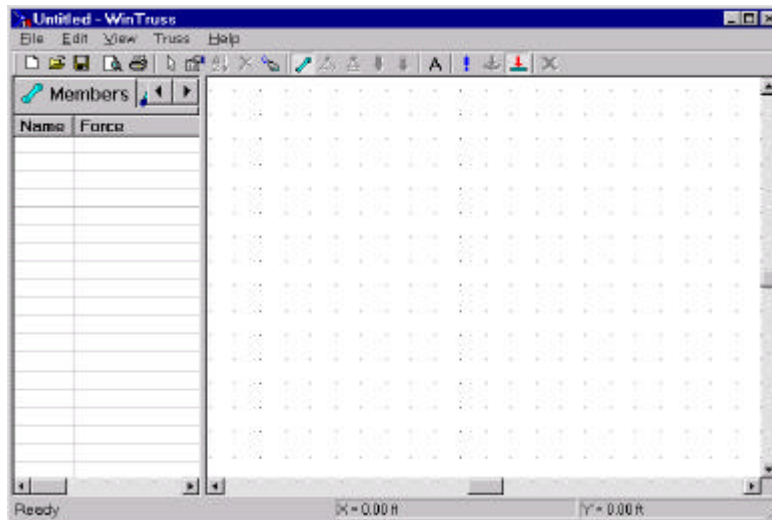 Untitled - WinTruss
File Edit View Truss Help
A
Members
Name Force
Ready X = 0.00 ft Y = 0.00 ft